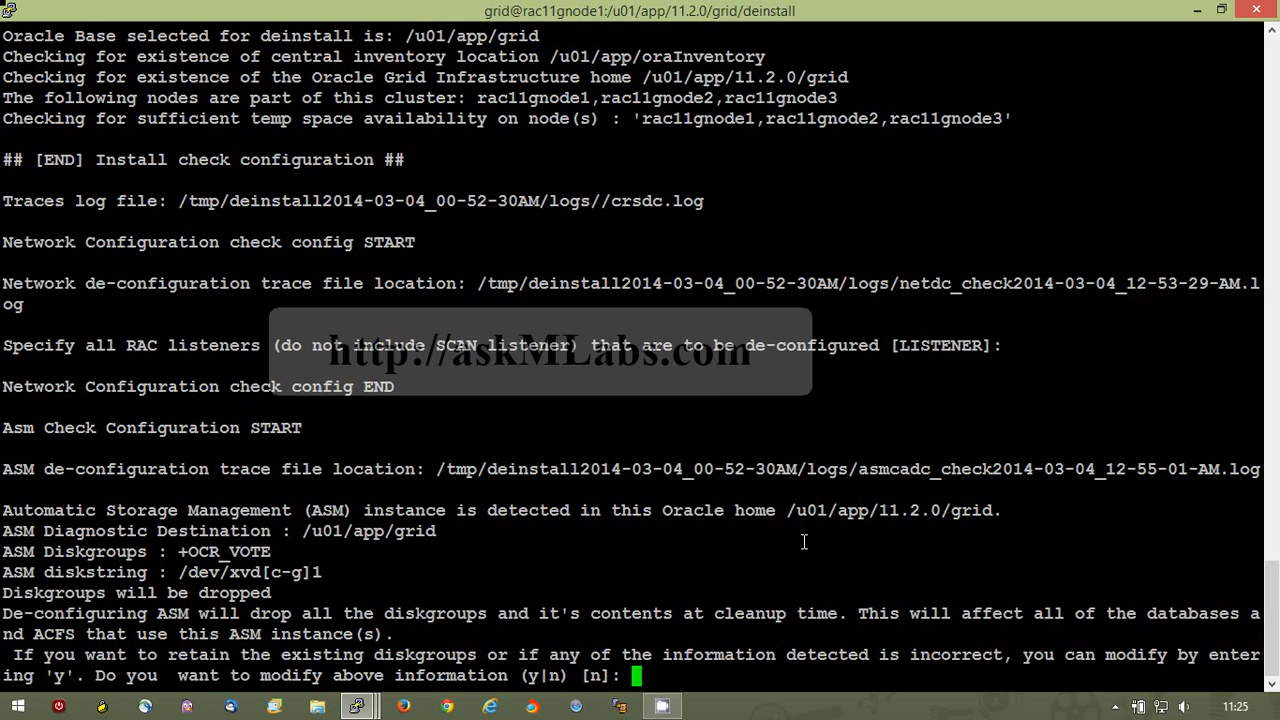 grid@rac11gnode1:/u01/app/11.2.0/grid/deinstall
Oracle Base selected for deinstall is: /u01/app/grid
Checking for existence of central inventory location /u01/app/oraInventory
Checking for existence of the Oracle Grid Infrastructure home /u01/app/11.2.0/grid
The following nodes are part of this cluster: rac11gnode1,rac11gnode2,rac11gnode3
Checking for sufficient temp space availability on node(s) : 'rac11gnode1,rac11gnode2,rac11gnode3'
## [END] Install check configuration ##
Traces log file: /tmp/deinstall2014-03-04_00-52-30AM/logs//crsdc.log
Network Configuration check config START
Network de-configuration trace file location: /tmp/deinstall2014-03-04_00-52-30AM/logs/netdc_check2014-03-04_12-53-29-AM.l
og
Specify all RAC listeners (do not include SCAN listener) that are to be de-configured [LISTENER]:
http://askMLabs.com
Network Configuration check config END
Asm Check Configuration START
ASM de-configuration trace file location: /tmp/deinstall2014-03-04_00-52-30AM/logs/asmcadc_check2014-03-04_12-55-01-AM.log
Automatic Storage Management (ASM) instance is detected in this Oracle home /u01/app/11.2.0/grid.
ASM Diagnostic Destination : /u01/app/grid
ASM Diskgroups : +OCR_VOTE
ASM diskstring : /dev/xvd[c-g]1
Diskgroups will be dropped
De-configuring ASM will drop all the diskgroups and it's contents at cleanup time. This will affect all of the databases a
nd ACFS that use this ASM instance(s).
 If you want to retain the existing diskgroups or if any of the information detected is incorrect, you can modify by enter
ing 'y'. Do you  want to modify above information (y|n) [n]:
11:25